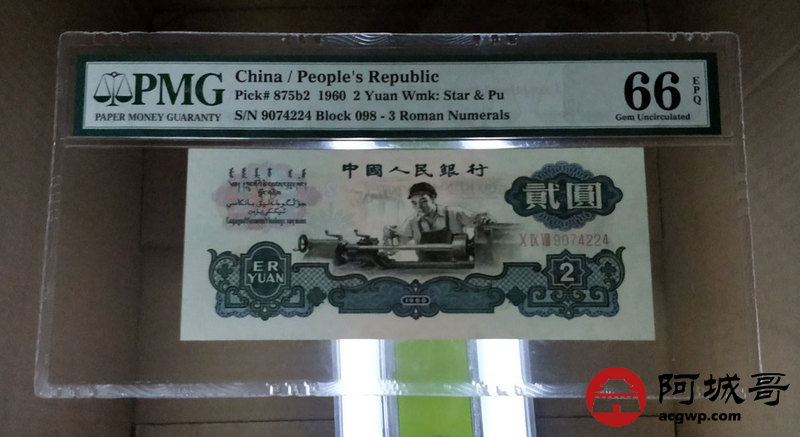 PMG
PAPER MONEY GUARANTY
China / People's Republic
Pick# 875b2 1960 2 Yuan Wmk: Star & Pu
S/N 9074224 Block 098 - 3 Roman Numerals
66 EPQ
Gem Uncirculated
中國人民銀行
貳圓
X IX VIII 9074224
ER
YUAN
2
1960
阿城哥
acgwp.com